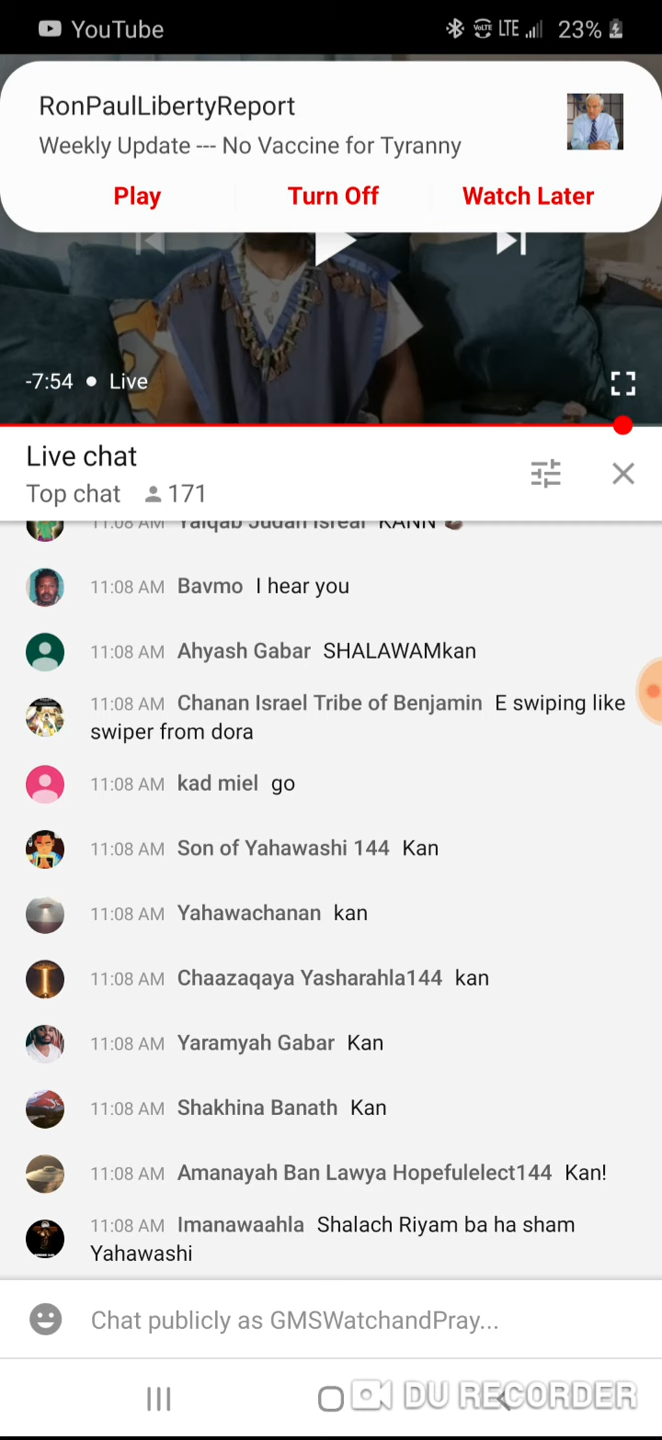 YouTube
VoLTE LTE 23%
RonPaulLibertyReport
Weekly Update --- No Vaccine for Tyranny
Play Turn Off Watch Later
-7:54 • Live
Live chat
Top chat 171
11:08 AM Yaiqab Judah Isreal KANN
11:08 AM Bavmo I hear you
11:08 AM Ahyash Gabar SHALAWAMkan
11:08 AM Chanan Israel Tribe of Benjamin E swiping like
swiper from dora
11:08 AM kad miel go
11:08 AM Son of Yahawashi 144 Kan
11:08 AM Yahawachanan kan
11:08 AM Chaazaqaya Yasharahla144 kan
11:08 AM Yaramyah Gabar Kan
11:08 AM Shakhina Banath Kan
11:08 AM Amanayah Ban Lawya Hopefulelect144 Kan!
11:08 AM Imanawaahla Shalach Riyam ba ha sham
Yahawashi
Chat publicly as GMSWatchandPray...
DU RECORDER